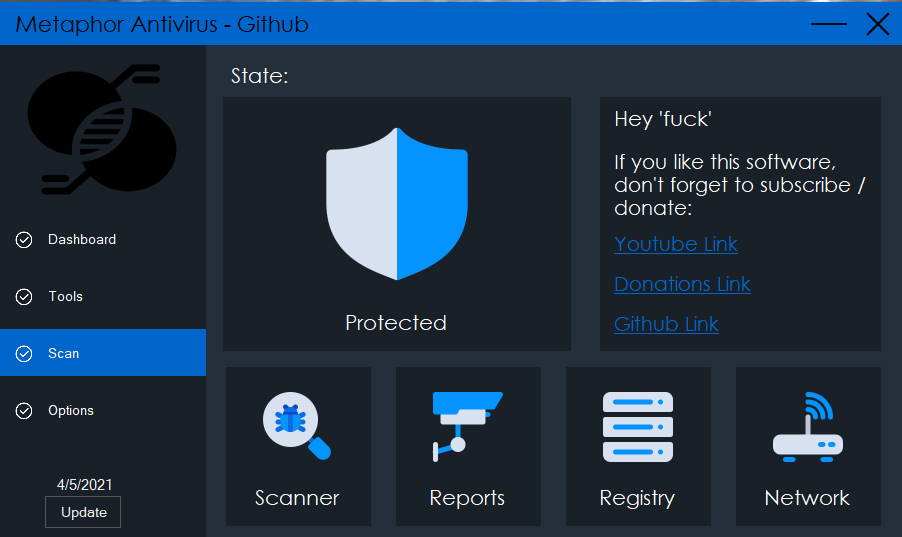 Metaphor Antivirus - Github
Dashboard
Tools
Scan
Options
4/5/2021
Update
State:
Protected
Hey 'fuck'
If you like this software,
don't forget to subscribe /
donate:
Youtube Link
Donations Link
Github Link
Scanner
Reports
Registry
Network